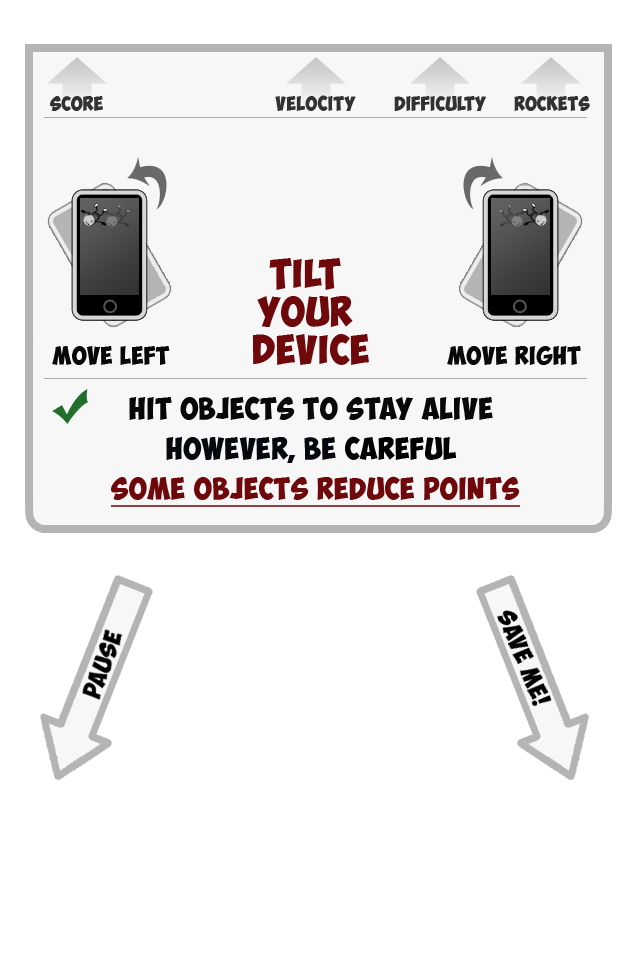 SCORE VELOCITY DIFFICULTY ROCKETS
TILT
YOUR
DEVICE
MOVE LEFT
MOVE RIGHT
HIT OBJECTS TO STAY ALIVE
HOWEVER, BE CAREFUL
SOME OBJECTS REDUCE POINTS
PAUSE
SAVE ME!